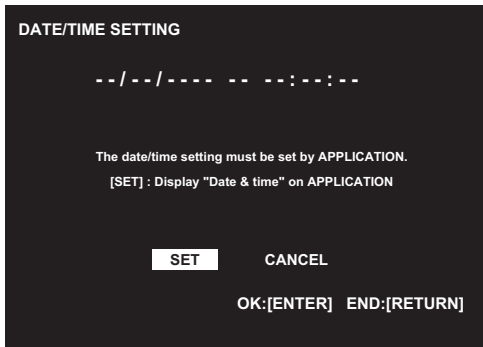 DATE/TIME SETTING
--/--/---- -- --:--:--
The date/time setting must be set by APPLICATION.
[SET] : Display "Date & time" on APPLICATION
SET CANCEL
OK:[ENTER] END:[RETURN]